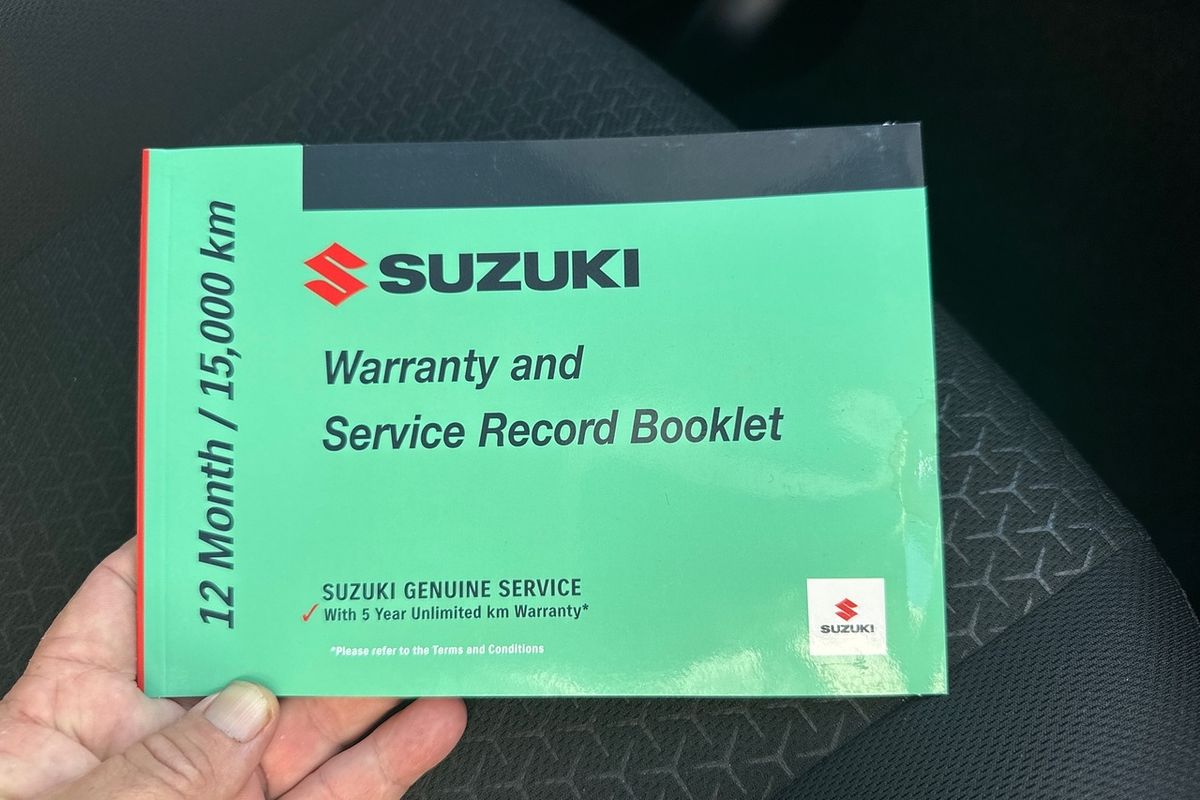 12 Month / 15,000 km
SUZUKI
Warranty and
Service Record Booklet
SUZUKI GENUINE SERVICE
With 5 Year Unlimited km Warranty*
*Please refer to the Terms and Conditions
SUZUKI